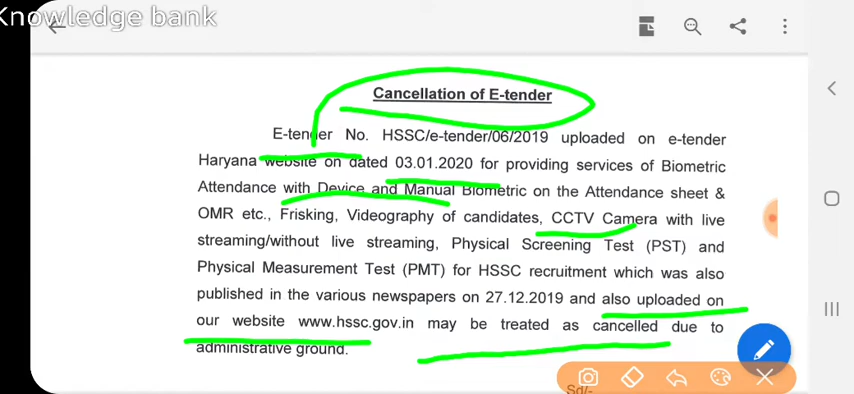 Knowledge bank
Cancellation of E-tender
E-tender No. HSSC/e-tender/06/2019 uploaded on e-tender
Haryana website on dated 03.01.2020 for providing services of Biometric
Attendance with Device and Manual Biometric on the Attendance sheet &
OMR etc., Frisking, Videography of candidates, CCTV Camera with live
streaming/without live streaming, Physical Screening Test (PST) and
Physical Measurement Test (PMT) for HSSC recruitment which was also
published in the various newspapers on 27.12.2019 and also uploaded on
our website www.hssc.gov.in may be treated as cancelled due to
administrative ground.
Sd/-